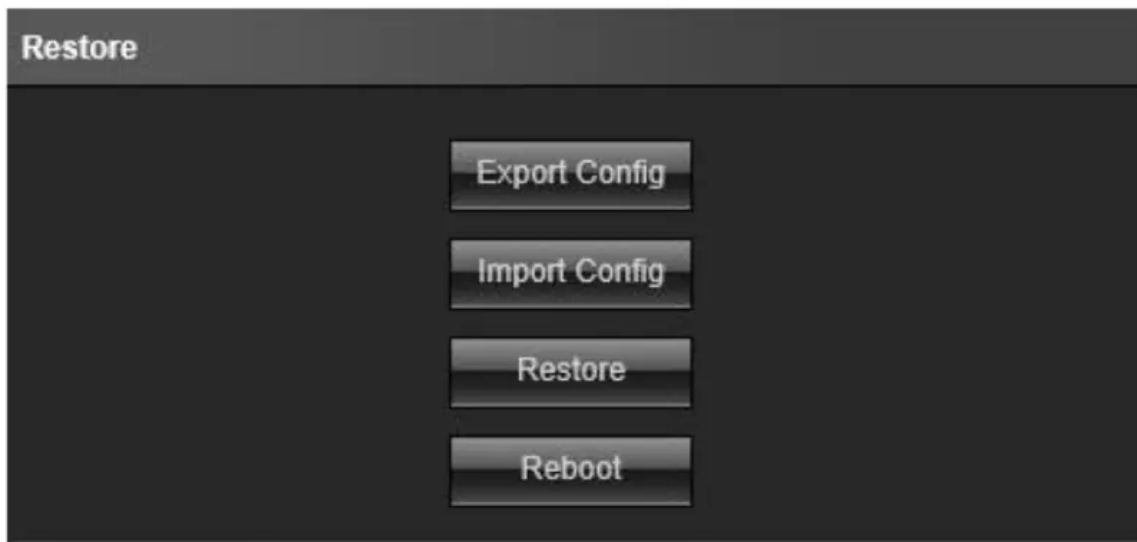 Restore
Export Config
Import Config
Restore
Reboot